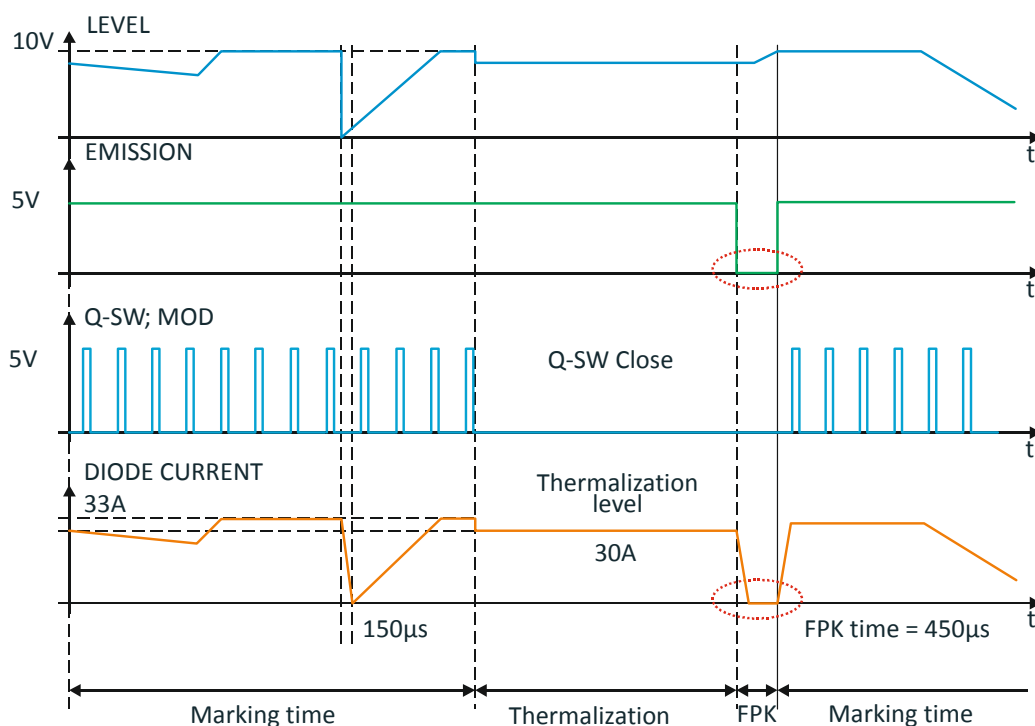 LEVEL
10V
t
EMISSION
5V
t
Q-SW; MOD
5V
Q-SW Close
t
DIODE CURRENT
33A
Thermalization
level
30A
t
150µs
FPK time = 450µs
Marking time
Thermalization
FPK
Marking time